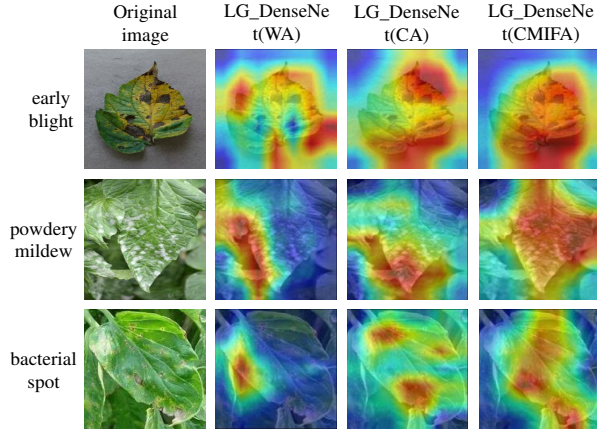 Original image
LG_DenseNe
t(WA)
LG_DenseNe
t(CA)
LG_DenseNe
t(CMIFA)
early
blight
powdery
mildew
bacterial
spot